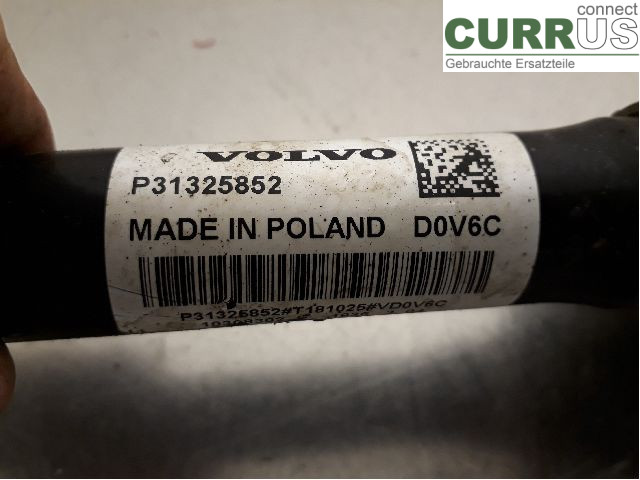 connect
CURRUS
Gebrauchte Ersatzteile
VOLVO
P31325852
MADE IN POLAND D0V6C
P31325852#T181025#VD0V6C